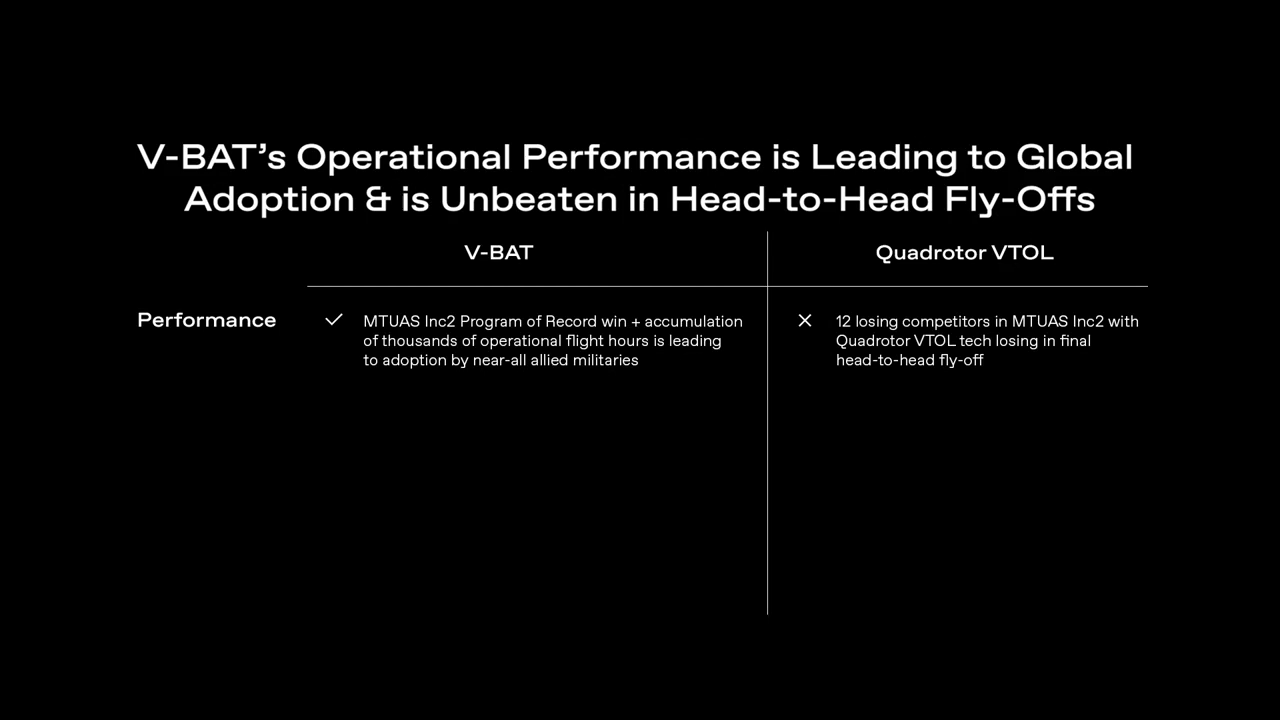 V-BAT’s Operational Performance is Leading to Global
Adoption & is Unbeaten in Head-to-Head Fly-Offs
V-BAT
Quadrotor VTOL
Performance
MTUAS Inc2 Program of Record win + accumulation
of thousands of operational flight hours is leading
to adoption by near-all allied militaries
12 losing competitors in MTUAS Inc2 with
Quadrotor VTOL tech losing in final
head-to-head fly-off